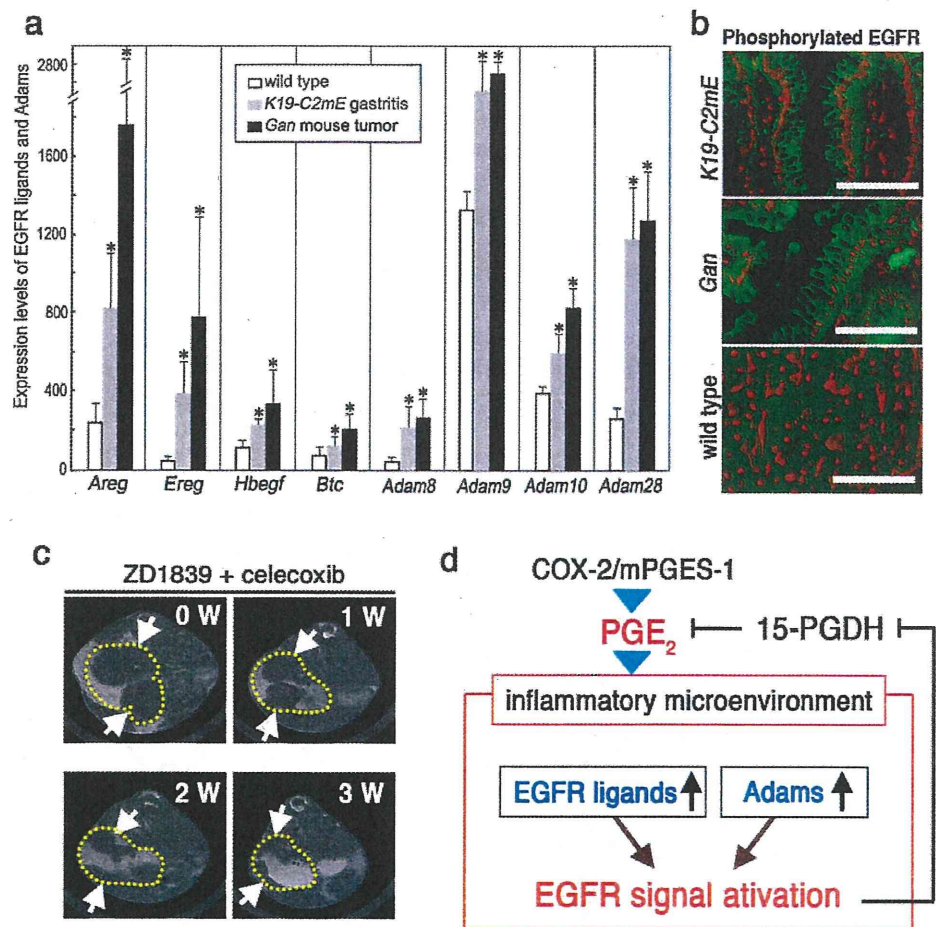 a
Expression levels of EGFR ligands and Adams
2800
1600
1200
800
400
0
wild type
K19-C2mE gastritis
Gan mouse tumor
* * * * * * * * * * * * * * * *
Areg Ereg Hbegf Btc Adam8 Adam9 Adam10 Adam28
b
Phosphorylated EGFR
K19-C2mE
Gan
wild type
c
ZD1839 + celecoxib
0 W
1 W
2 W
3 W
d
COX-2/mPGES-1
PGE2 15-PGDH
inflammatory microenvironment
EGFR ligands Adams
EGFR signal ativation